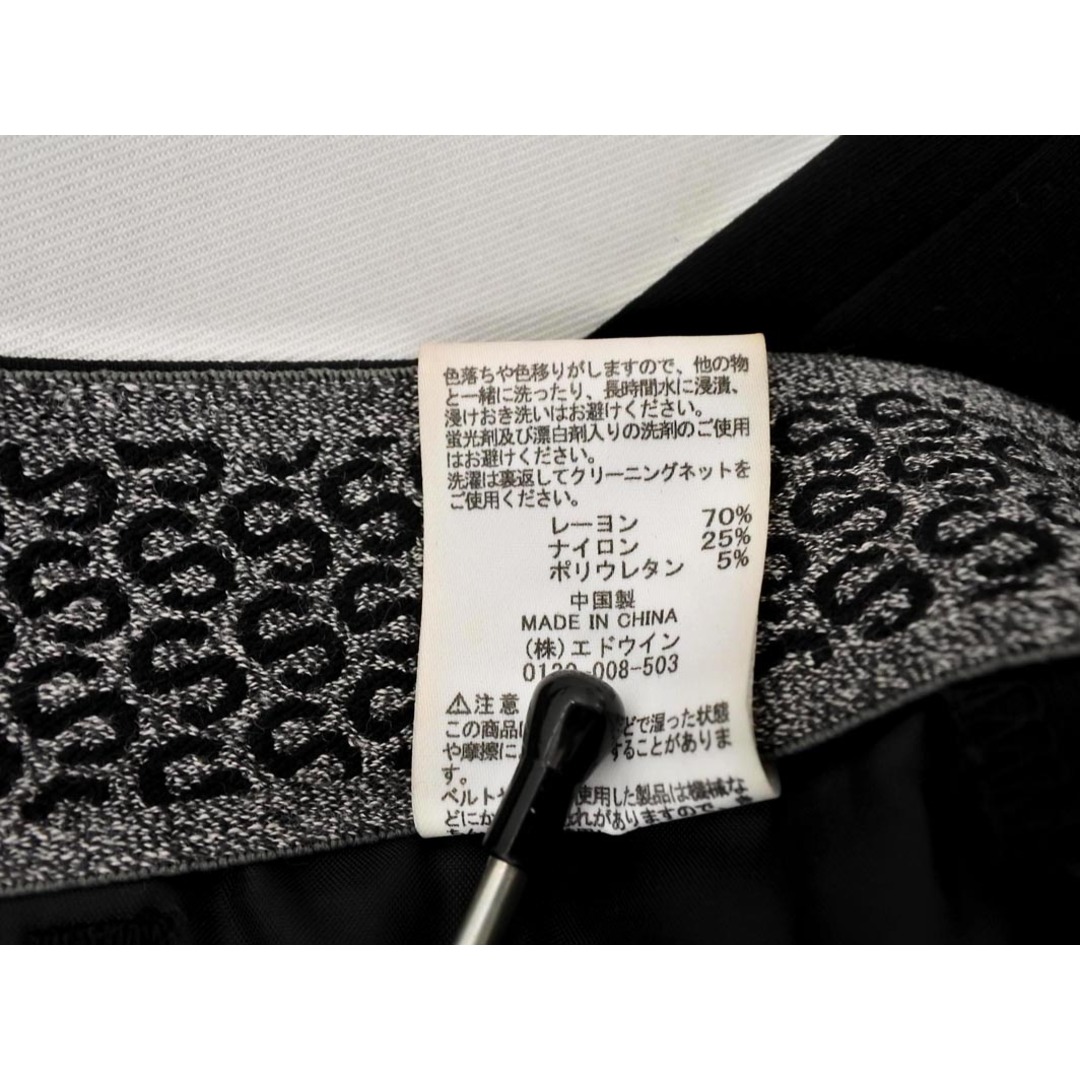 色落ちや色移りがしますので、他の物
と一緒に洗ったり、長時間水に浸漬、
浸けおき洗いはお避けください。
蛍光剤及び漂白剤入りの洗剤のご使用
はお避けください。
洗濯は裏返してクリーニングネットを
ご使用ください。
レーヨン 70%
ナイロン 25%
ポリウレタン 5%
中国製
MADE IN CHINA
(株)エドウイン
0120-008-503
⚠注意
この商品は どで湿った状態
や摩擦に することがありま
す。
ベルト 使用した製品は機械な
どにか れがありますので